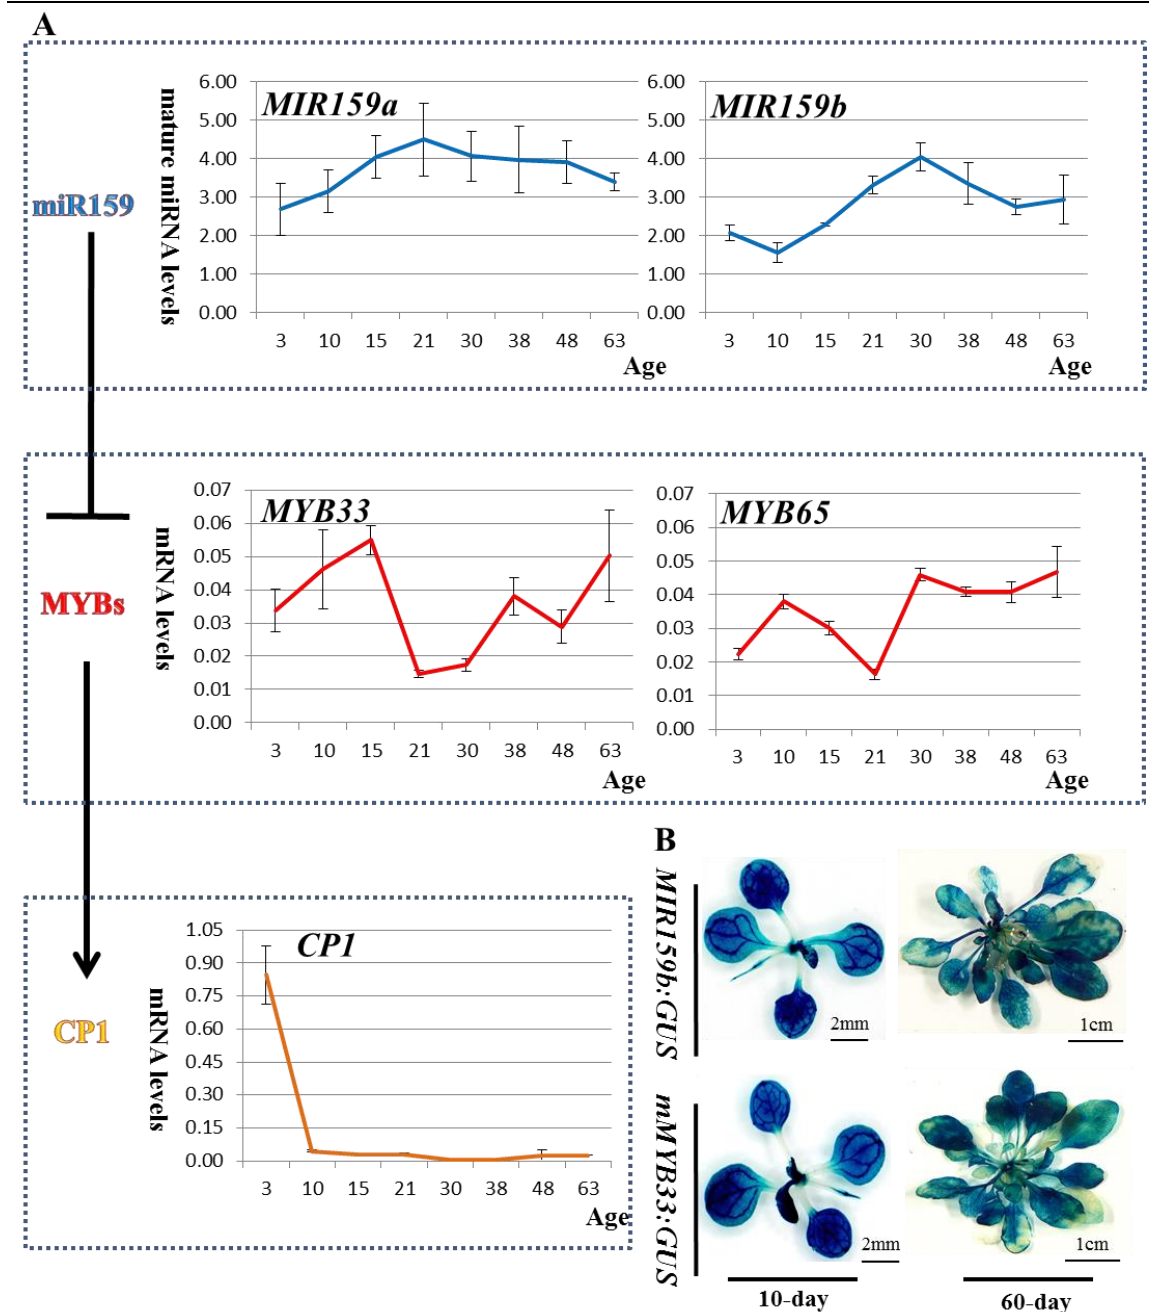 A
miR159
mature miRNA levels
MIR159a
6.00
5.00
4.00
3.00
2.00
1.00
0.00
3 10 15 21 30 38 48 63
Age
MIR159b
6.00
5.00
4.00
3.00
2.00
1.00
0.00
3 10 15 21 30 38 48 63
Age
MYBs
mRNA levels
MYB33
0.07
0.06
0.05
0.04
0.03
0.02
0.01
0.00
3 10 15 21 30 38 48 63
Age
MYB65
0.07
0.06
0.05
0.04
0.03
0.02
0.01
0.00
3 10 15 21 30 38 48 63
Age
CP1
mRNA levels
CP1
1.05
0.90
0.75
0.60
0.45
0.30
0.15
0.00
3 10 15 21 30 38 48 63
Age
B
MIR159b:GUS
2mm
1cm
mMYB33:GUS
2mm
1cm
10-day
60-day